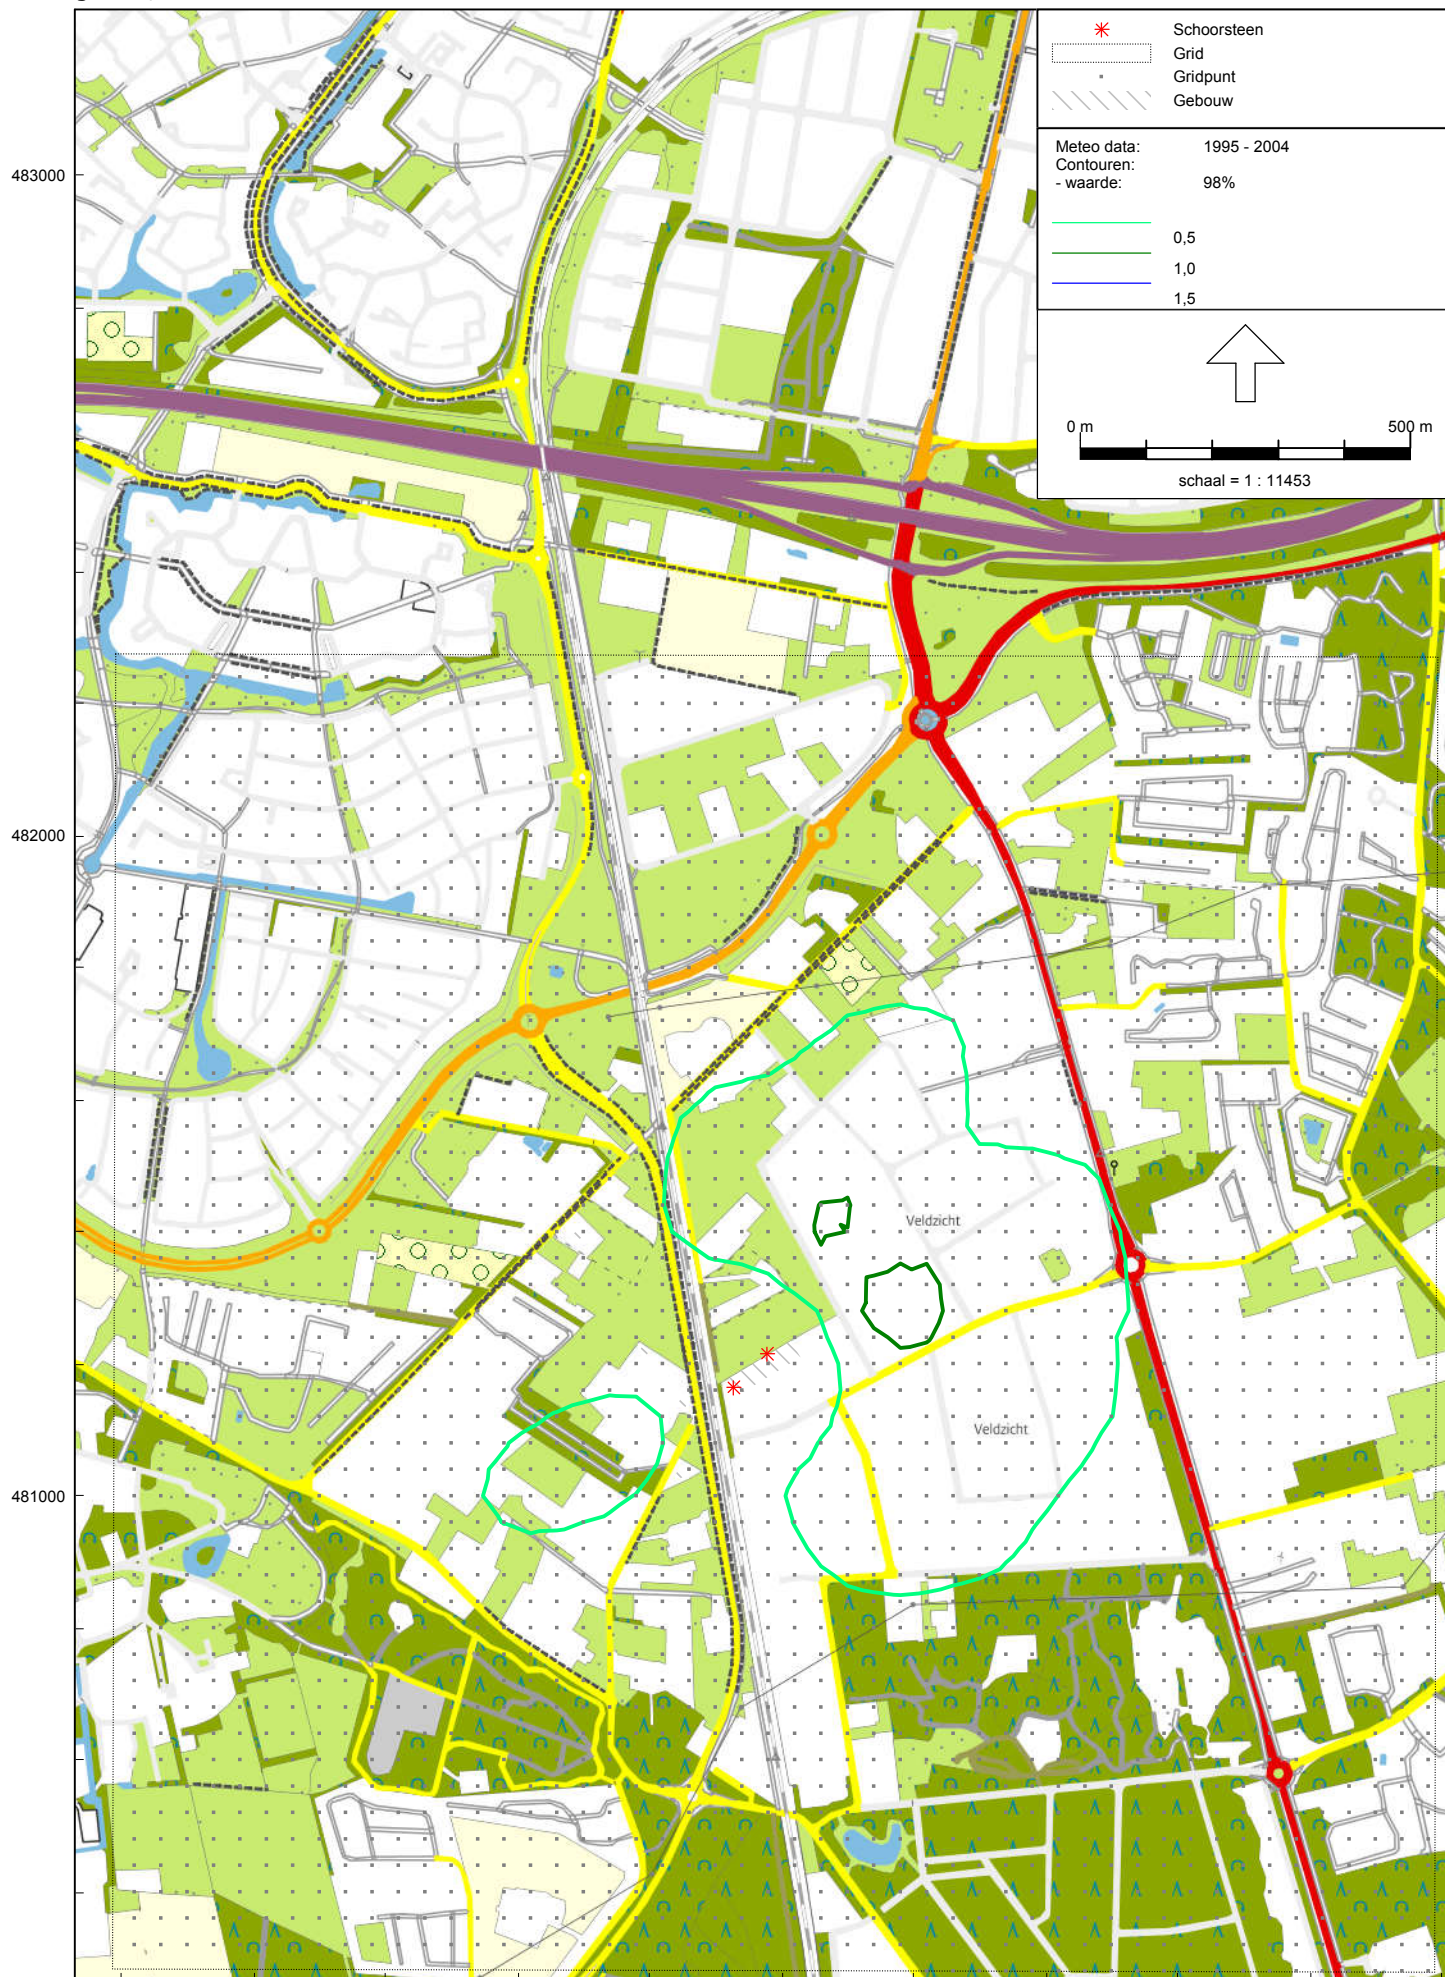 Schoorsteen
Grid
Gridpunt
Gebouw
Meteo data: 1995 - 2004
Contouren:
- waarde: 98%
0,5
1,0
1,5
0 m 500 m
schaal = 1 : 11453
483000
482000
481000
Veldzicht
Veldzicht